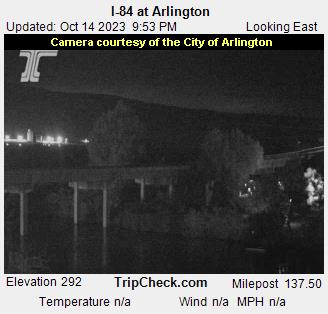 I-84 at Arlington
Updated: Oct 14 2023 9:53 PM Looking East
Camera courtesy of the City of Arlington
Elevation 292 TripCheck.com Milepost 137.50
Temperature n/a Wind n/a MPH n/a